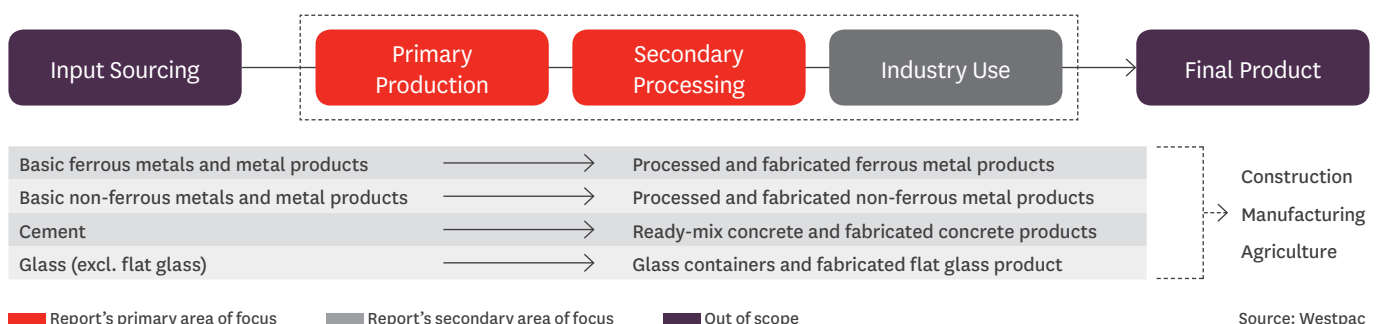 Input Sourcing
Primary
Production
Secondary
Processing
Industry Use
Final Product
Basic ferrous metals and metal products
Processed and fabricated ferrous metal products
Basic non-ferrous metals and metal products
Processed and fabricated non-ferrous metal products
Cement
Ready-mix concrete and fabricated concrete products
Glass (excl. flat glass)
Glass containers and fabricated flat glass product
Construction
Manufacturing
Agriculture
Report's primary area of focus
Report's secondary area of focus
Out of scope
Source: Westpac